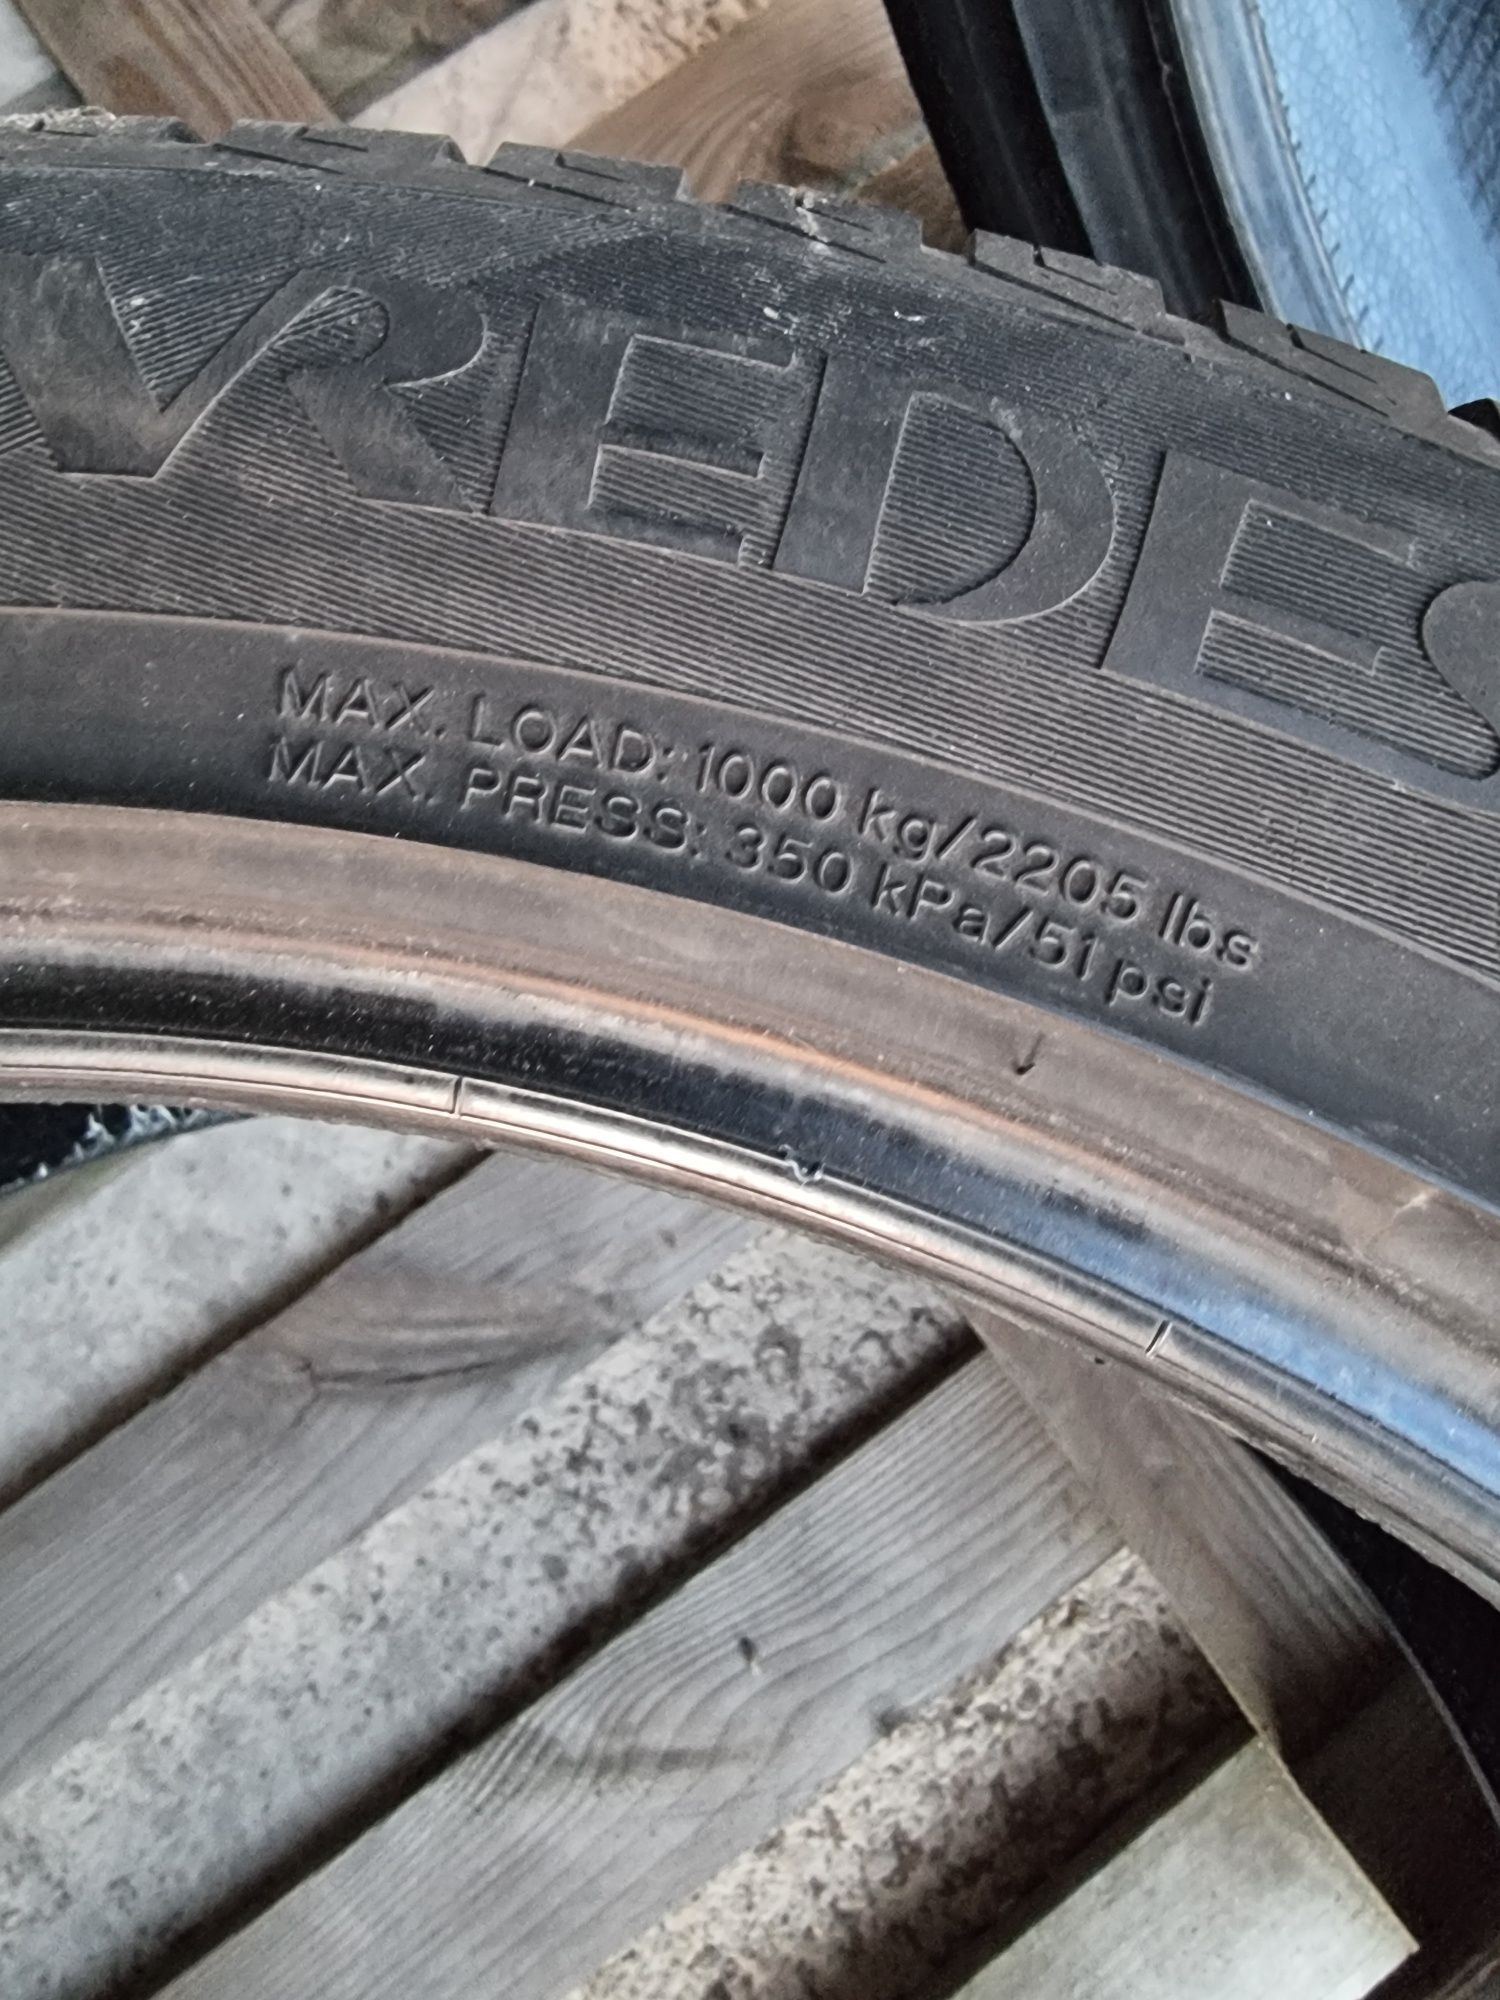 VREDES
MAX. LOAD: 1000 kg/2205 lbs
MAX. PRESS: 350 kPa/51 psi